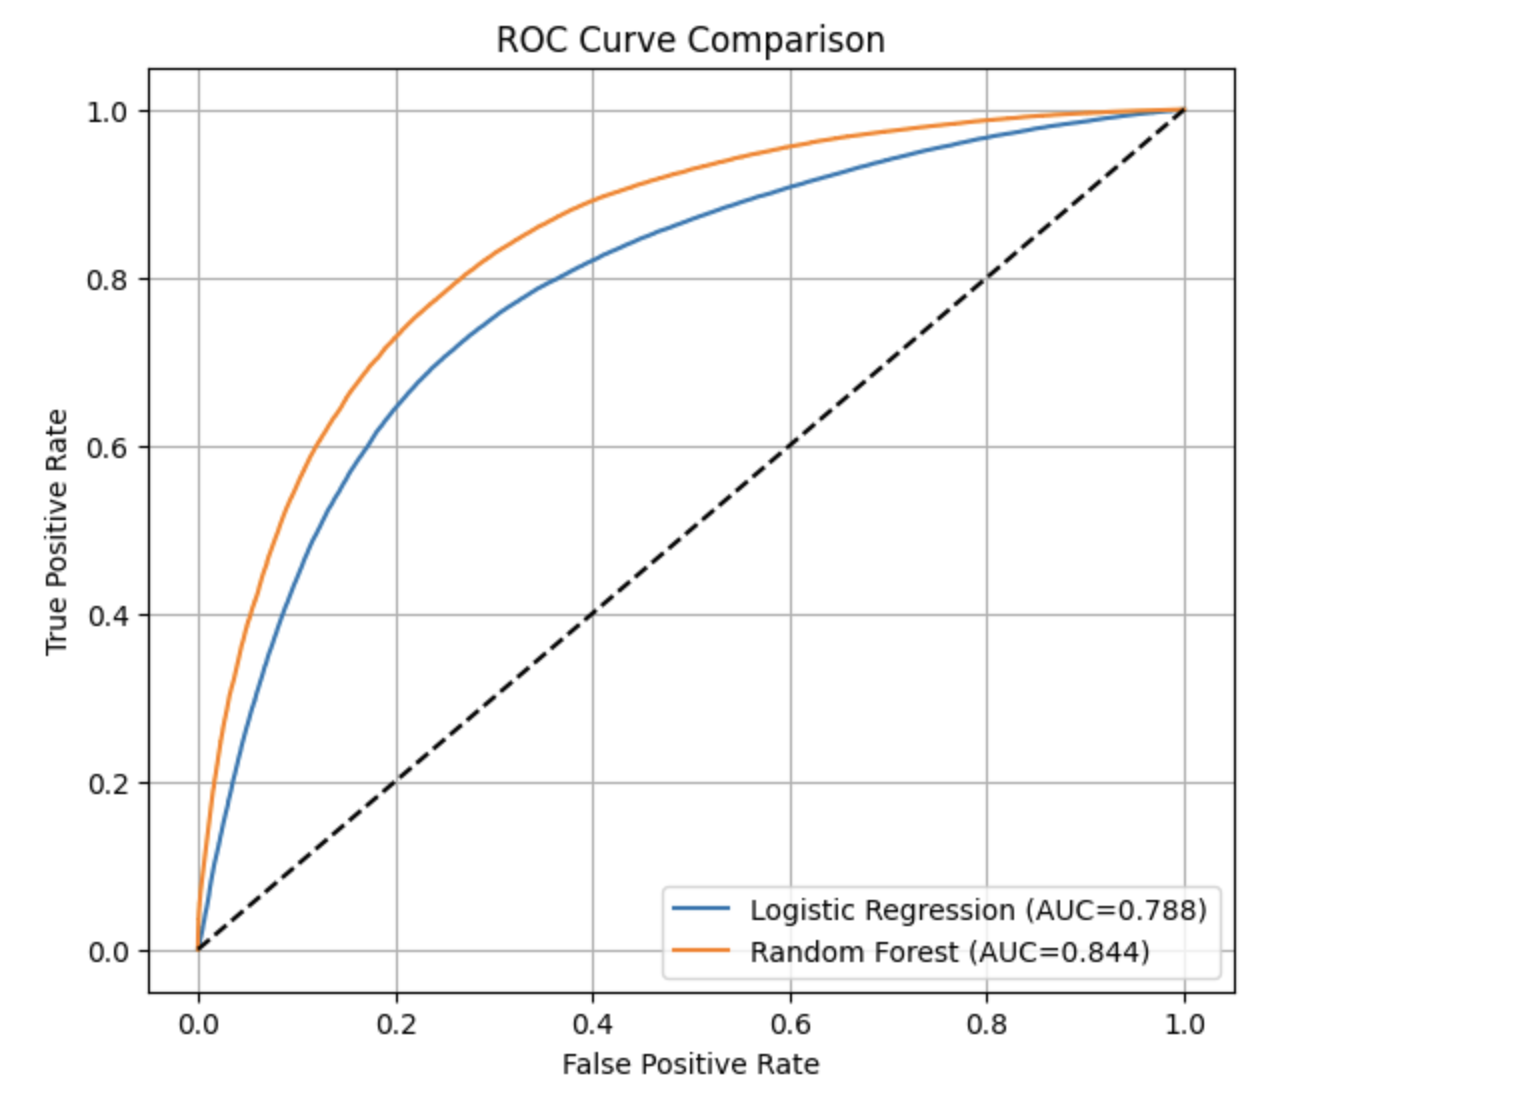 ROC Curve Comparison
True Positive Rate
1.0
0.8
0.6
0.4
0.2
0.0
Logistic Regression (AUC=0.788)
Random Forest (AUC=0.844)
0.0 0.2 0.4 0.6 0.8 1.0
False Positive Rate